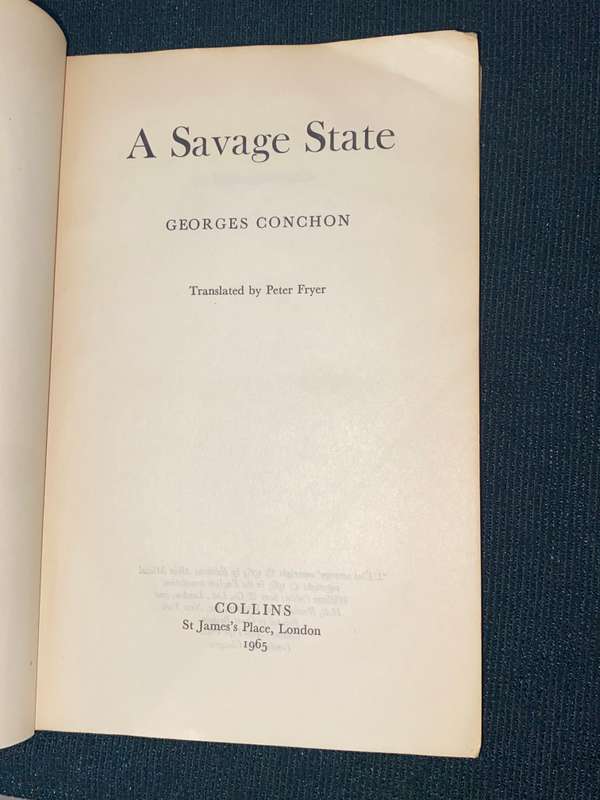 A Savage State
GEORGES CONCHON
Translated by Peter Fryer
COLLINS
St James's Place, London
1965